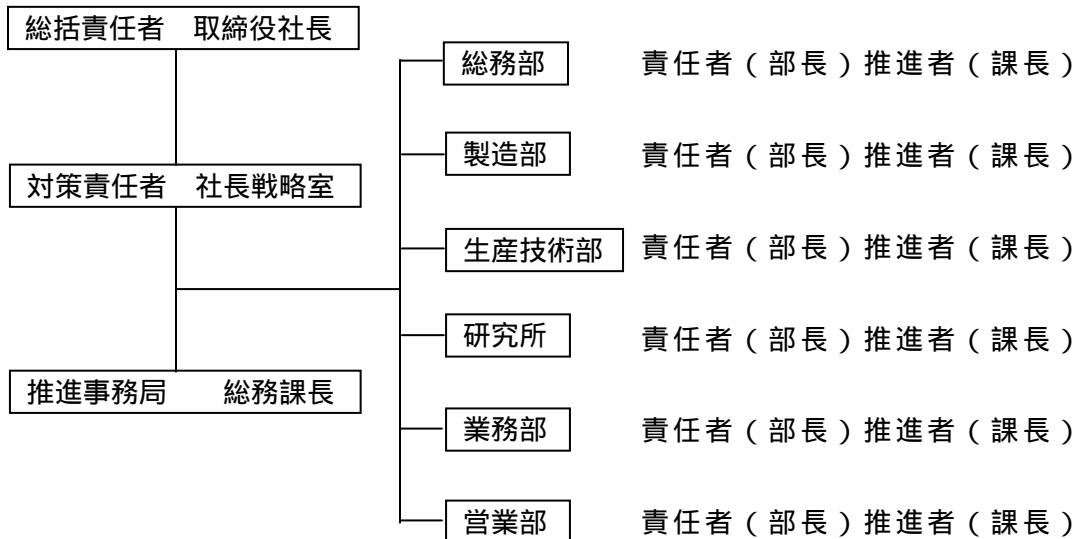 総括責任者　取締役社長
対策責任者　社長戦略室
推進事務局　　総務課長
総務部　責任者（部長）推進者（課長）
製造部　責任者（部長）推進者（課長）
生産技術部　責任者（部長）推進者（課長）
研究所　責任者（部長）推進者（課長）
業務部　責任者（部長）推進者（課長）
営業部　責任者（部長）推進者（課長）